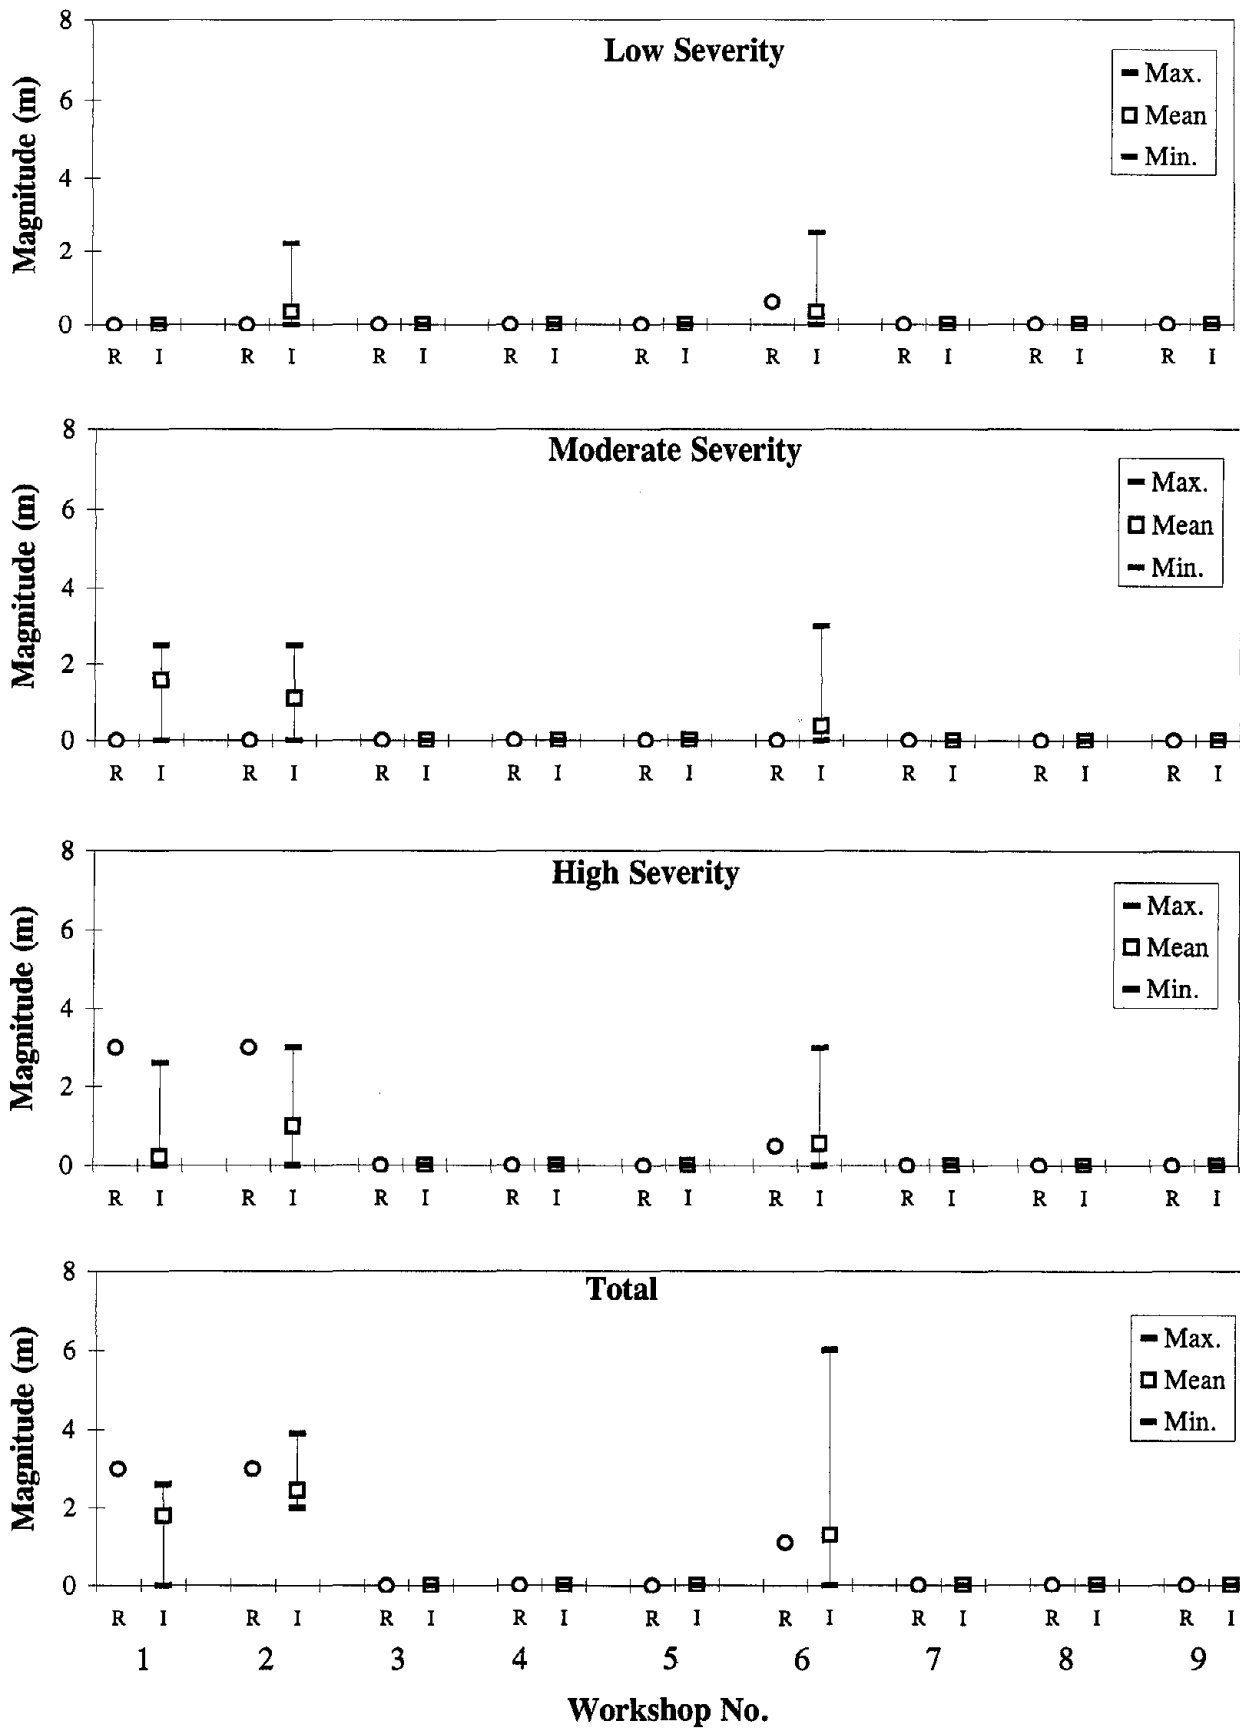 Low Severity
Magnitude (m)
8
6
4
2
0
Max.
Mean
Min.
R I R I R I R I R I R I R I R I R I
Moderate Severity
Magnitude (m)
8
6
4
2
0
Max.
Mean
Min.
R I R I R I R I R I R I R I R I R I
High Severity
Magnitude (m)
8
6
4
2
0
Max.
Mean
Min.
R I R I R I R I R I R I R I R I R I
Total
Magnitude (m)
8
6
4
2
0
Max.
Mean
Min.
R I R I R I R I R I R I R I R I R I
1 2 3 4 5 6 7 8 9
Workshop No.